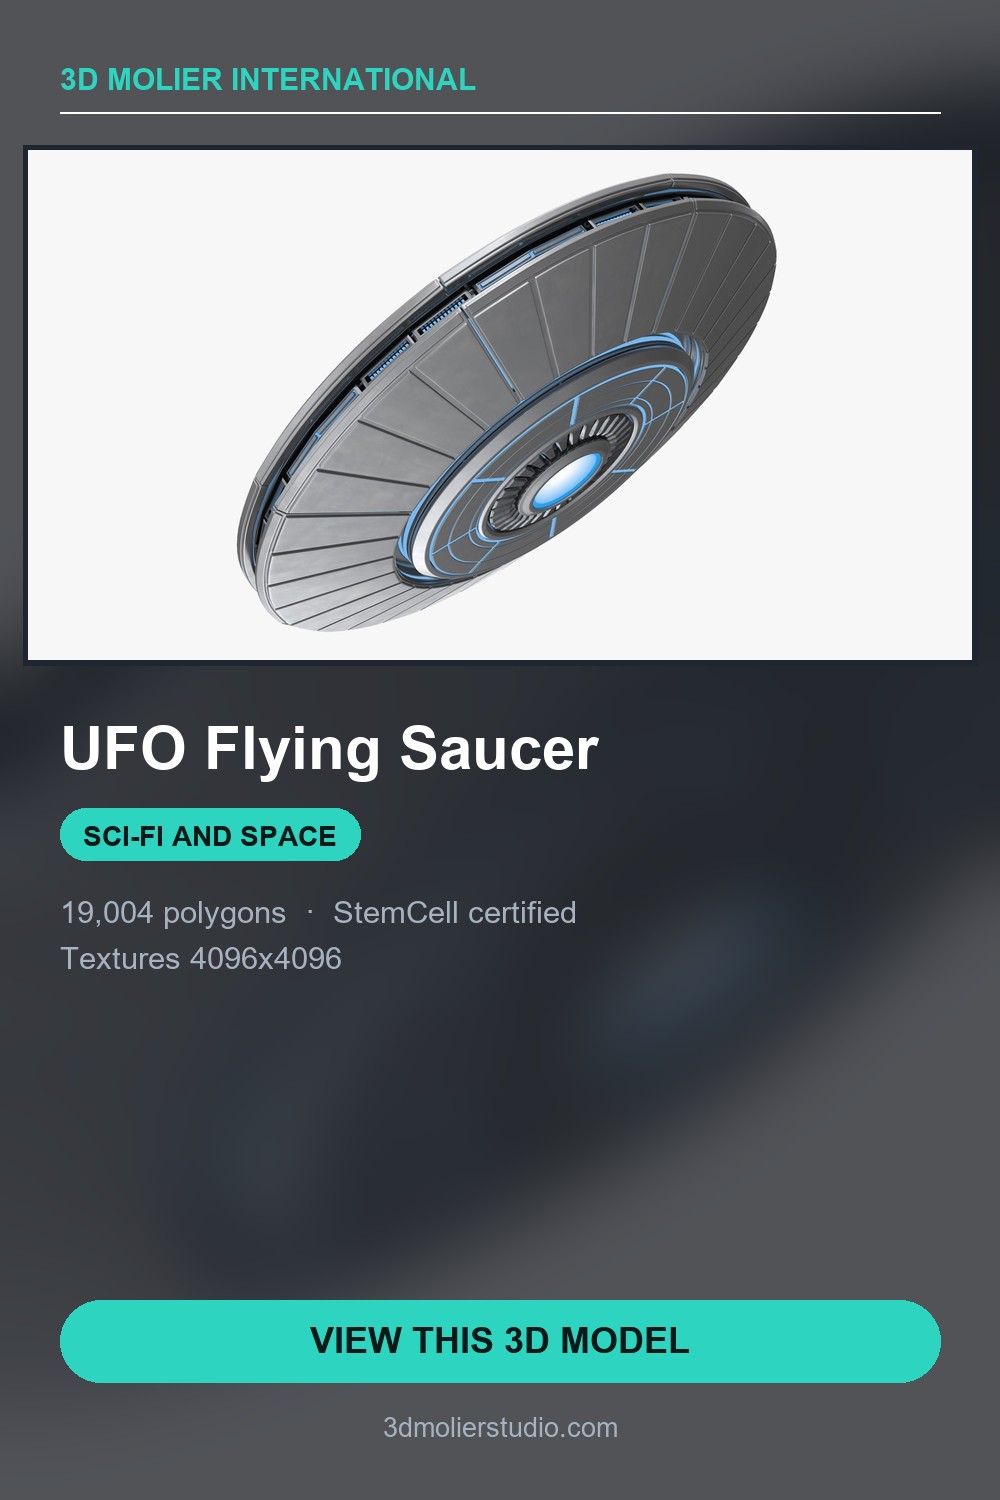 3D MOLIER INTERNATIONAL
UFO Flying Saucer
SCI-FI AND SPACE
19,004 polygons · StemCell certified
Textures 4096x4096
VIEW THIS 3D MODEL
3dmolierstudio.com